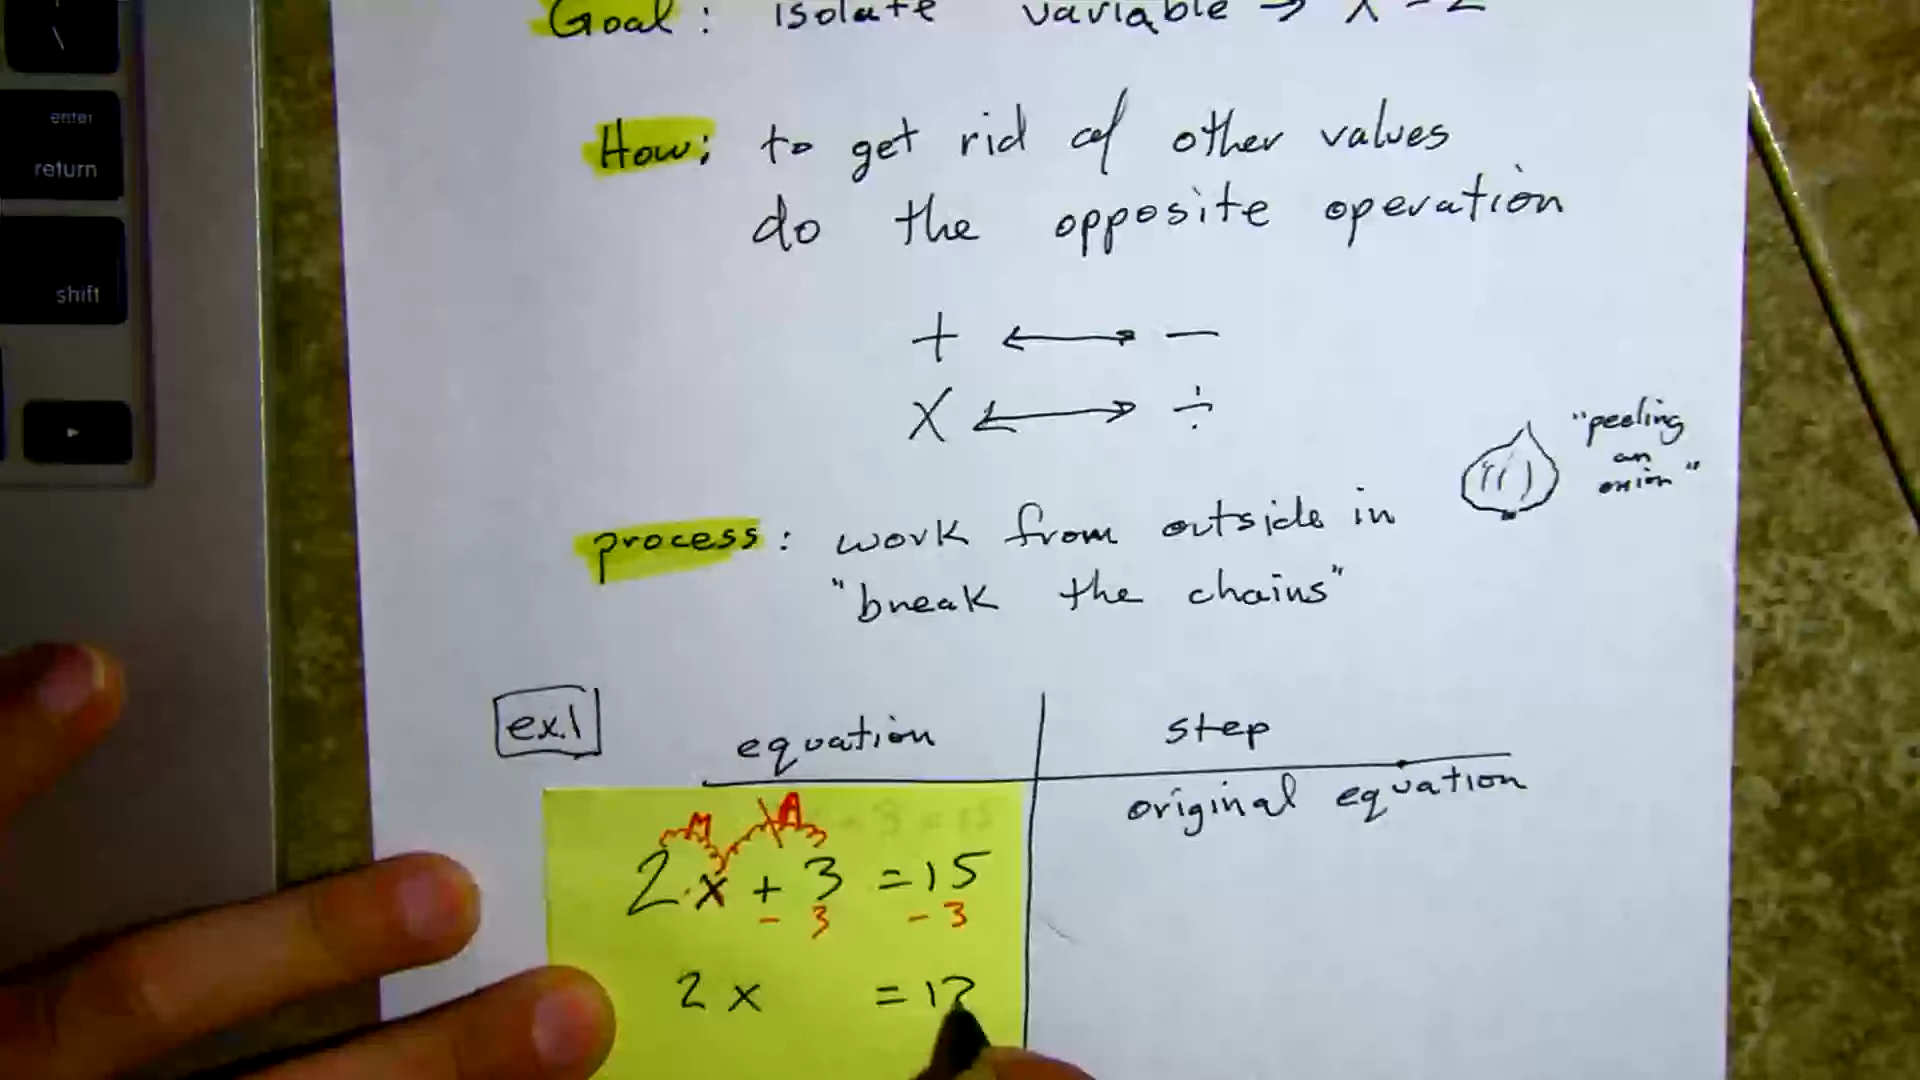 \
enter
return
shift
Goal: isolate variable → x = 2
How: to get rid of other values
do the opposite operation
+ ↔ −
X ↔ ÷
"peeling
an
onion"
process: work from outside in
"break the chains"
ex.1
equation
step
original equation
M A
2·x + 3 = 15
− 3 − 3
2x = 12